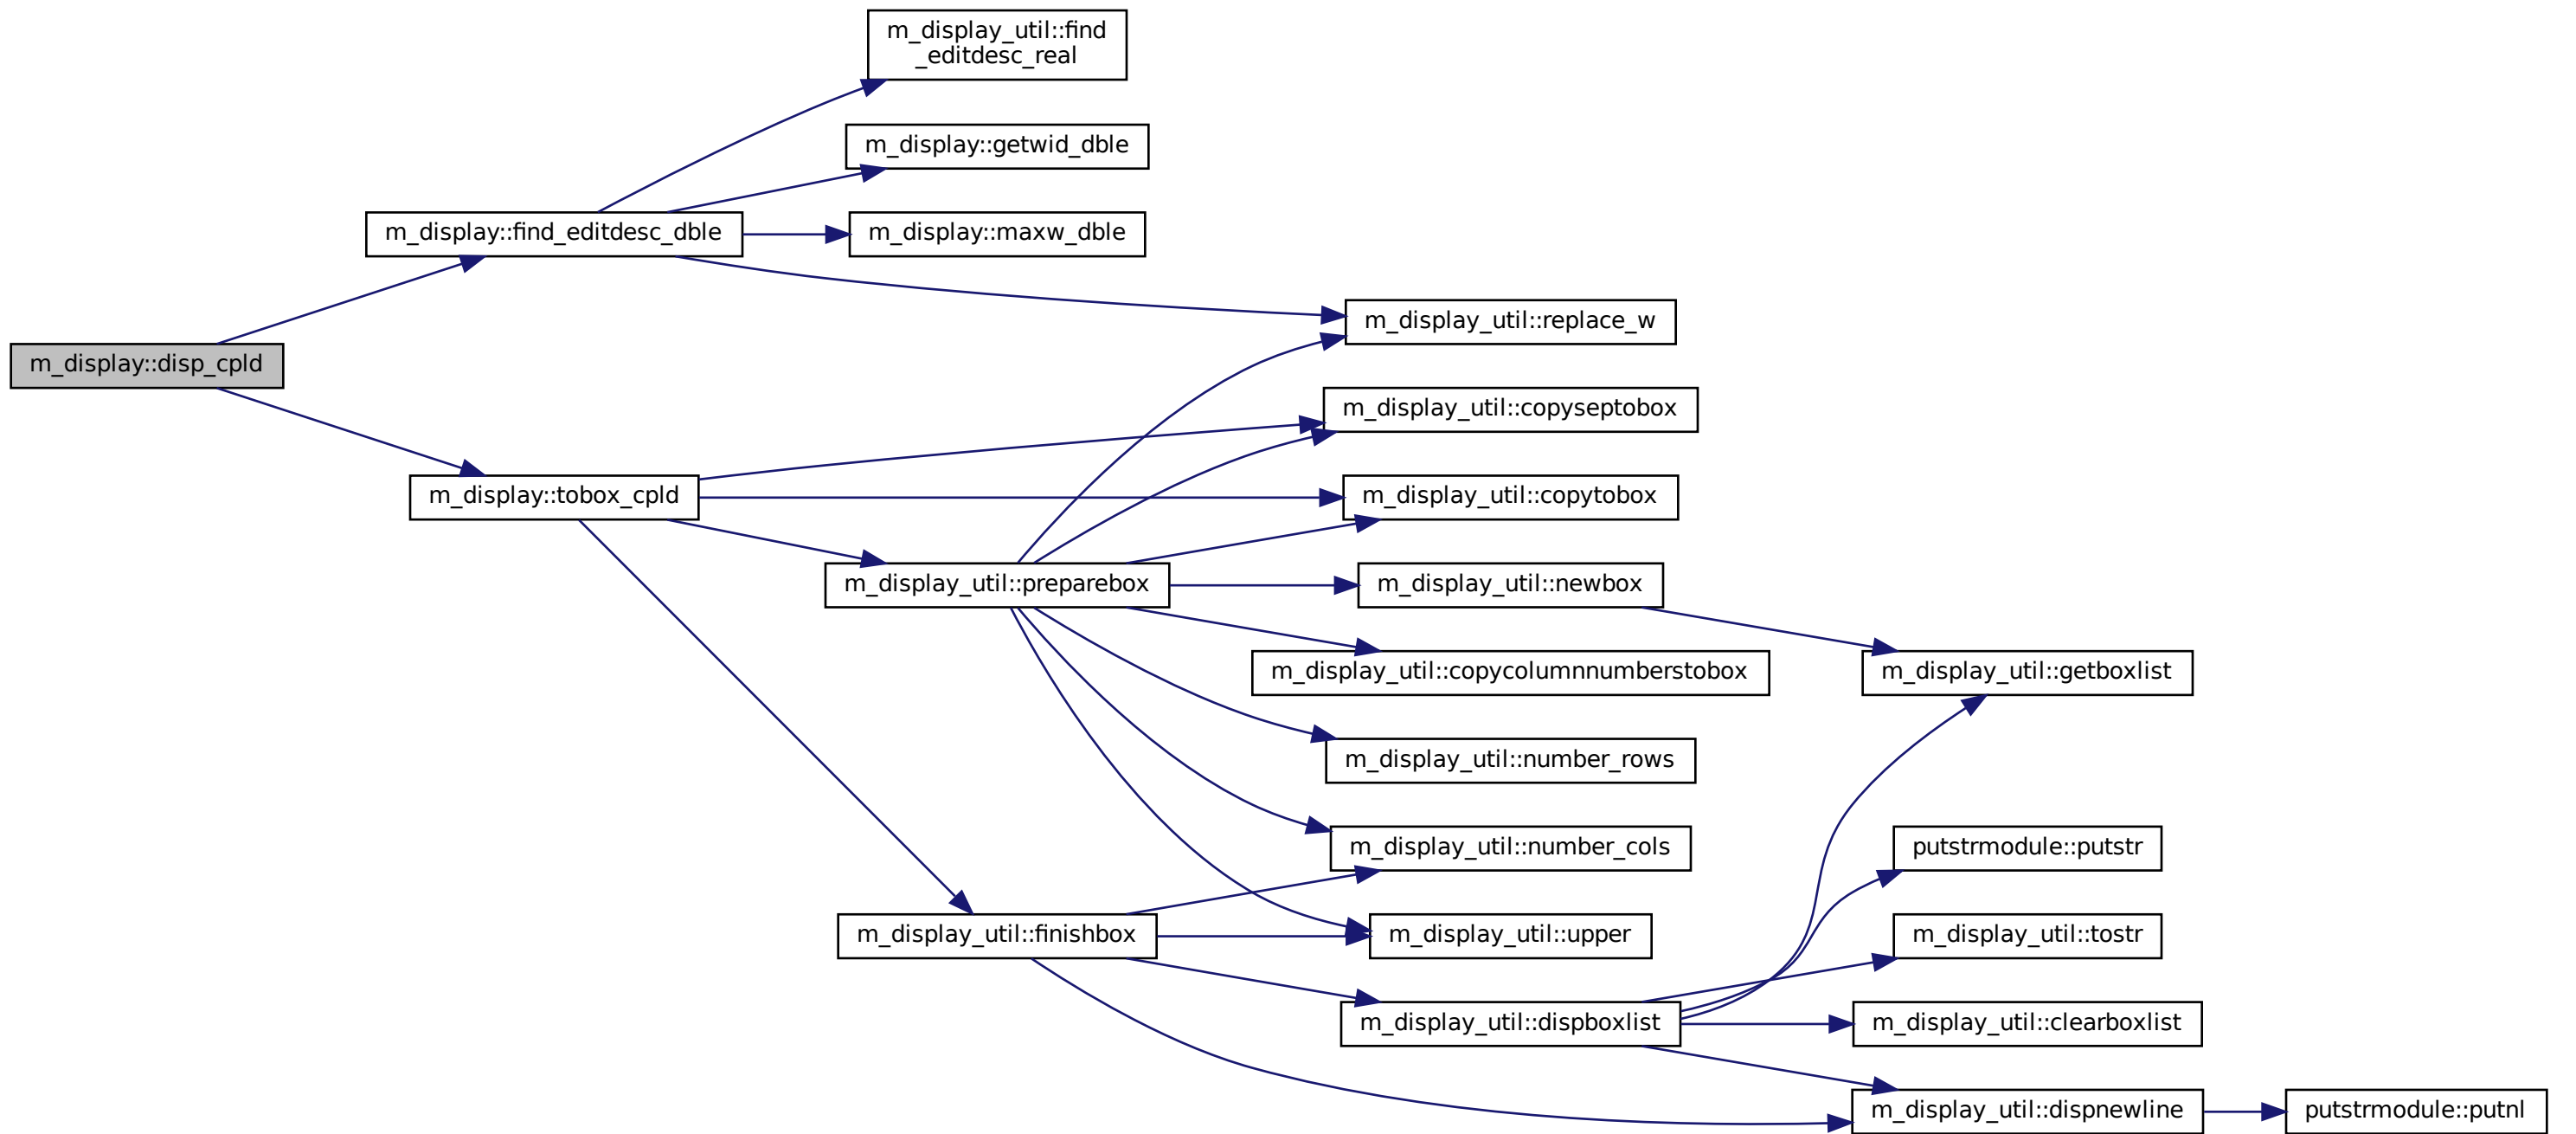 m_display_util::find
_editdesc_real
m_display::getwid_dble
m_display::find_editdesc_dble
m_display::maxw_dble
m_display_util::replace_w
m_display::disp_cpld
m_display_util::copyseptobox
m_display::tobox_cpld
m_display_util::copytobox
m_display_util::preparebox
m_display_util::newbox
m_display_util::copycolumnnumberstobox
m_display_util::getboxlist
m_display_util::number_rows
m_display_util::number_cols
putstrmodule::putstr
m_display_util::finishbox
m_display_util::upper
m_display_util::tostr
m_display_util::dispboxlist
m_display_util::clearboxlist
m_display_util::dispnewline
putstrmodule::putnl